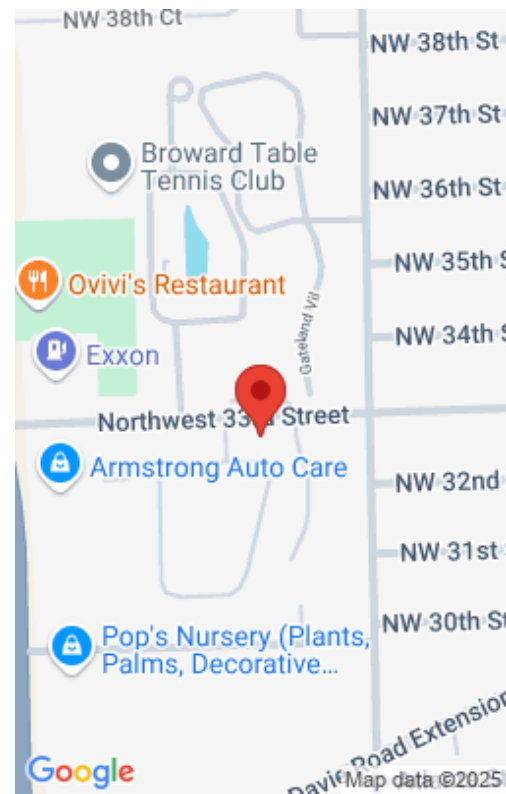 NW 38th Ct
NW 38th St
NW 37th St
Broward Table
Tennis Club
NW 36th St
NW 35th S
Ovivi's Restaurant
Gateland Vil
NW 34th S
Exxon
Northwest 33rd Street
Armstrong Auto Care
NW 32nd
NW 31st
NW 30th St
Pop's Nursery (Plants,
Palms, Decorative...
Davie Road Extension
Google
Map data ©2025